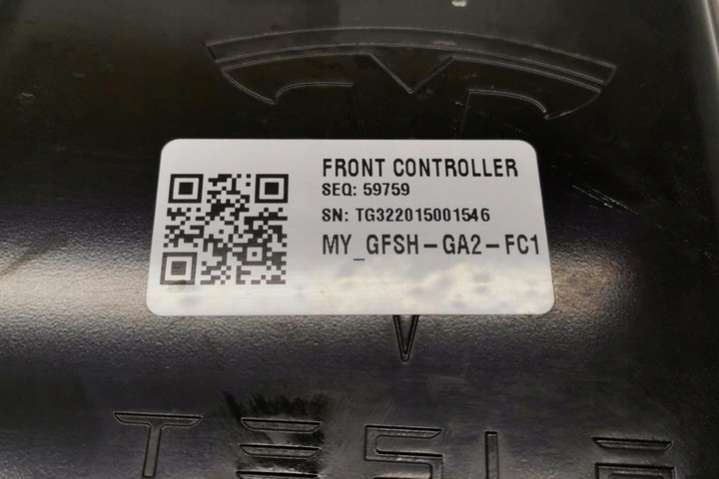 FRONT CONTROLLER
SEQ: 59759
SN: TG322015001546
MY_GFSH-GA2-FC1
TESLA